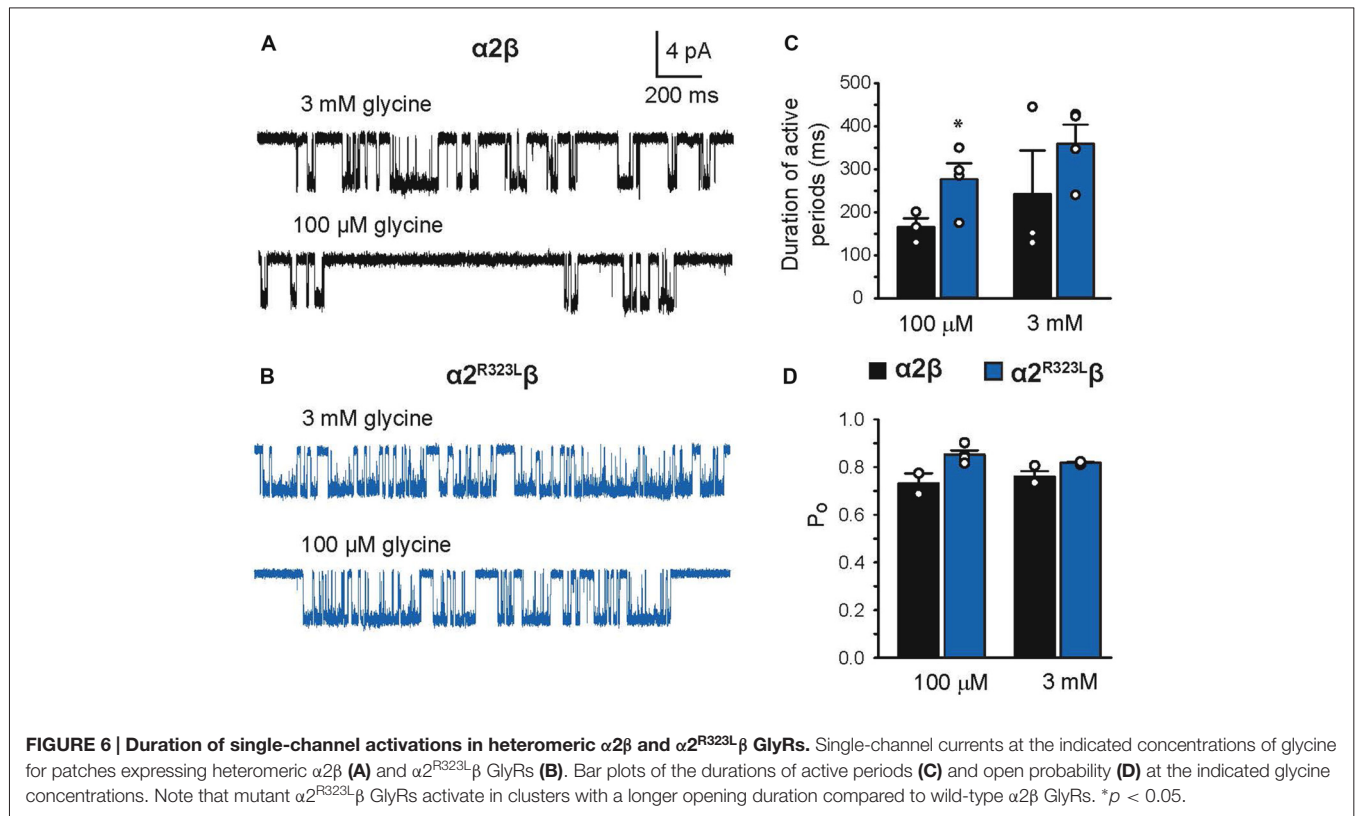 A
α2β
4 pA
200 ms
3 mM glycine
100 µM glycine
B
α2R323Lβ
3 mM glycine
100 µM glycine
C
Duration of active
periods (ms)
500
400
300
200
100
0
*
100 µM
3 mM
α2β
α2R323Lβ
D
Po
1.0
0.8
0.6
0.4
0.2
0.0
100 µM
3 mM
FIGURE 6 | Duration of single-channel activations in heteromeric α2β and α2R323Lβ GlyRs. Single-channel currents at the indicated concentrations of glycine
for patches expressing heteromeric α2β (A) and α2R323Lβ GlyRs (B). Bar plots of the durations of active periods (C) and open probability (D) at the indicated glycine
concentrations. Note that mutant α2R323Lβ GlyRs activate in clusters with a longer opening duration compared to wild-type α2β GlyRs. *p < 0.05.